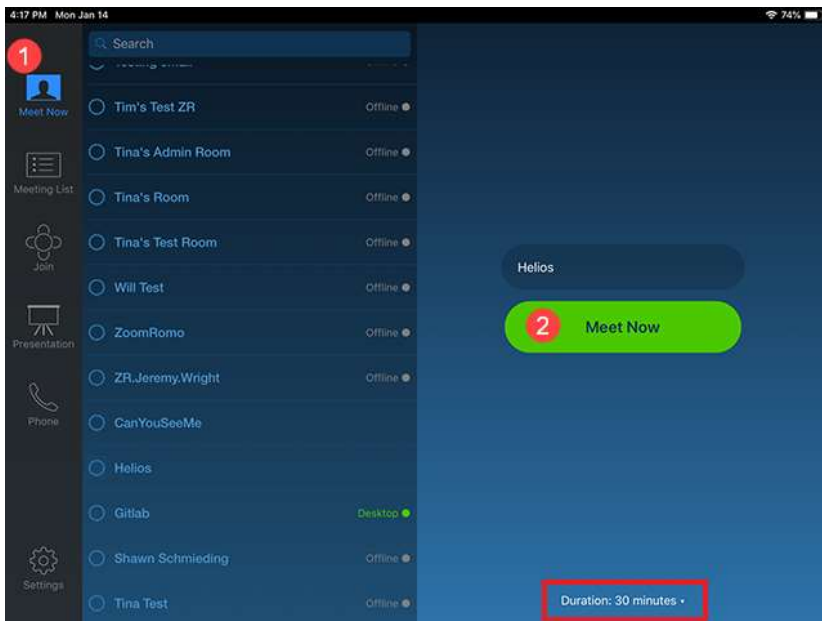 4:17 PM Mon Jan 14
74%
1
Meet Now
Meeting List
Join
Presentation
Phone
Settings
Search
Tim's Test ZR Offline
Tina's Admin Room Offline
Tina's Room Offline
Tina's Test Room Offline
Will Test Offline
ZoomRomo Offline
ZR.Jeremy.Wright Offline
CanYouSeeMe
Helios
Gitlab Desktop
Shawn Schmieding Offline
Tina Test Offline
Helios
2 Meet Now
Duration: 30 minutes